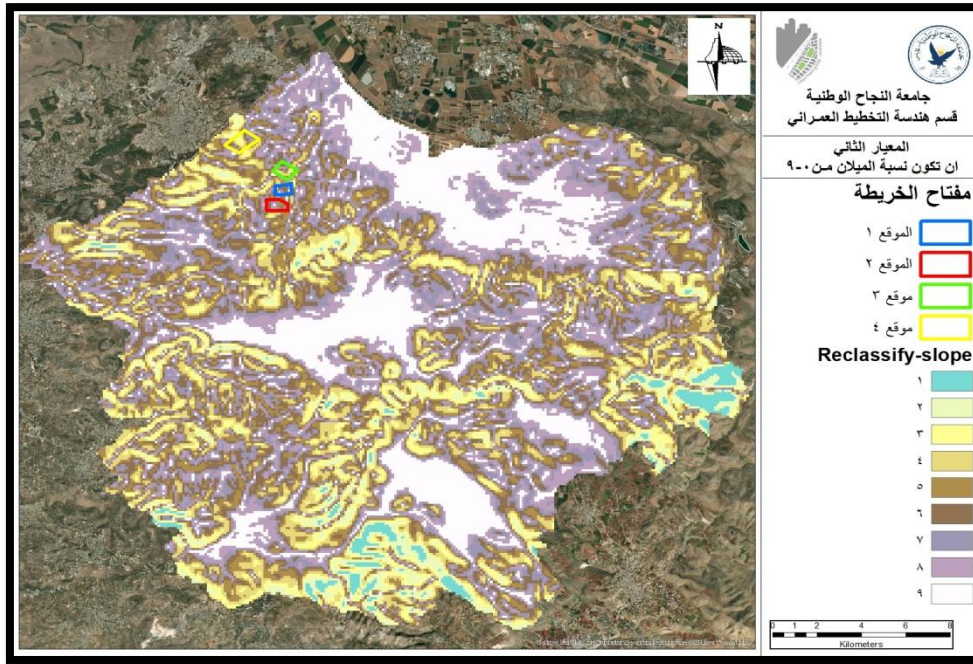 N
جامعة النجاح الوطنية
قسم هندسة التخطيط العمراني
المعيار الثاني
ان تكون نسبة الميلان من ٠-٩
مفتاح الخريطة
الموقع ١
الموقع ٢
موقع ٣
موقع ٤
Reclassify-slope
١
٢
٣
٤
٥
٦
٧
٨
٩
0 1 2 4 6 8
Kilometers